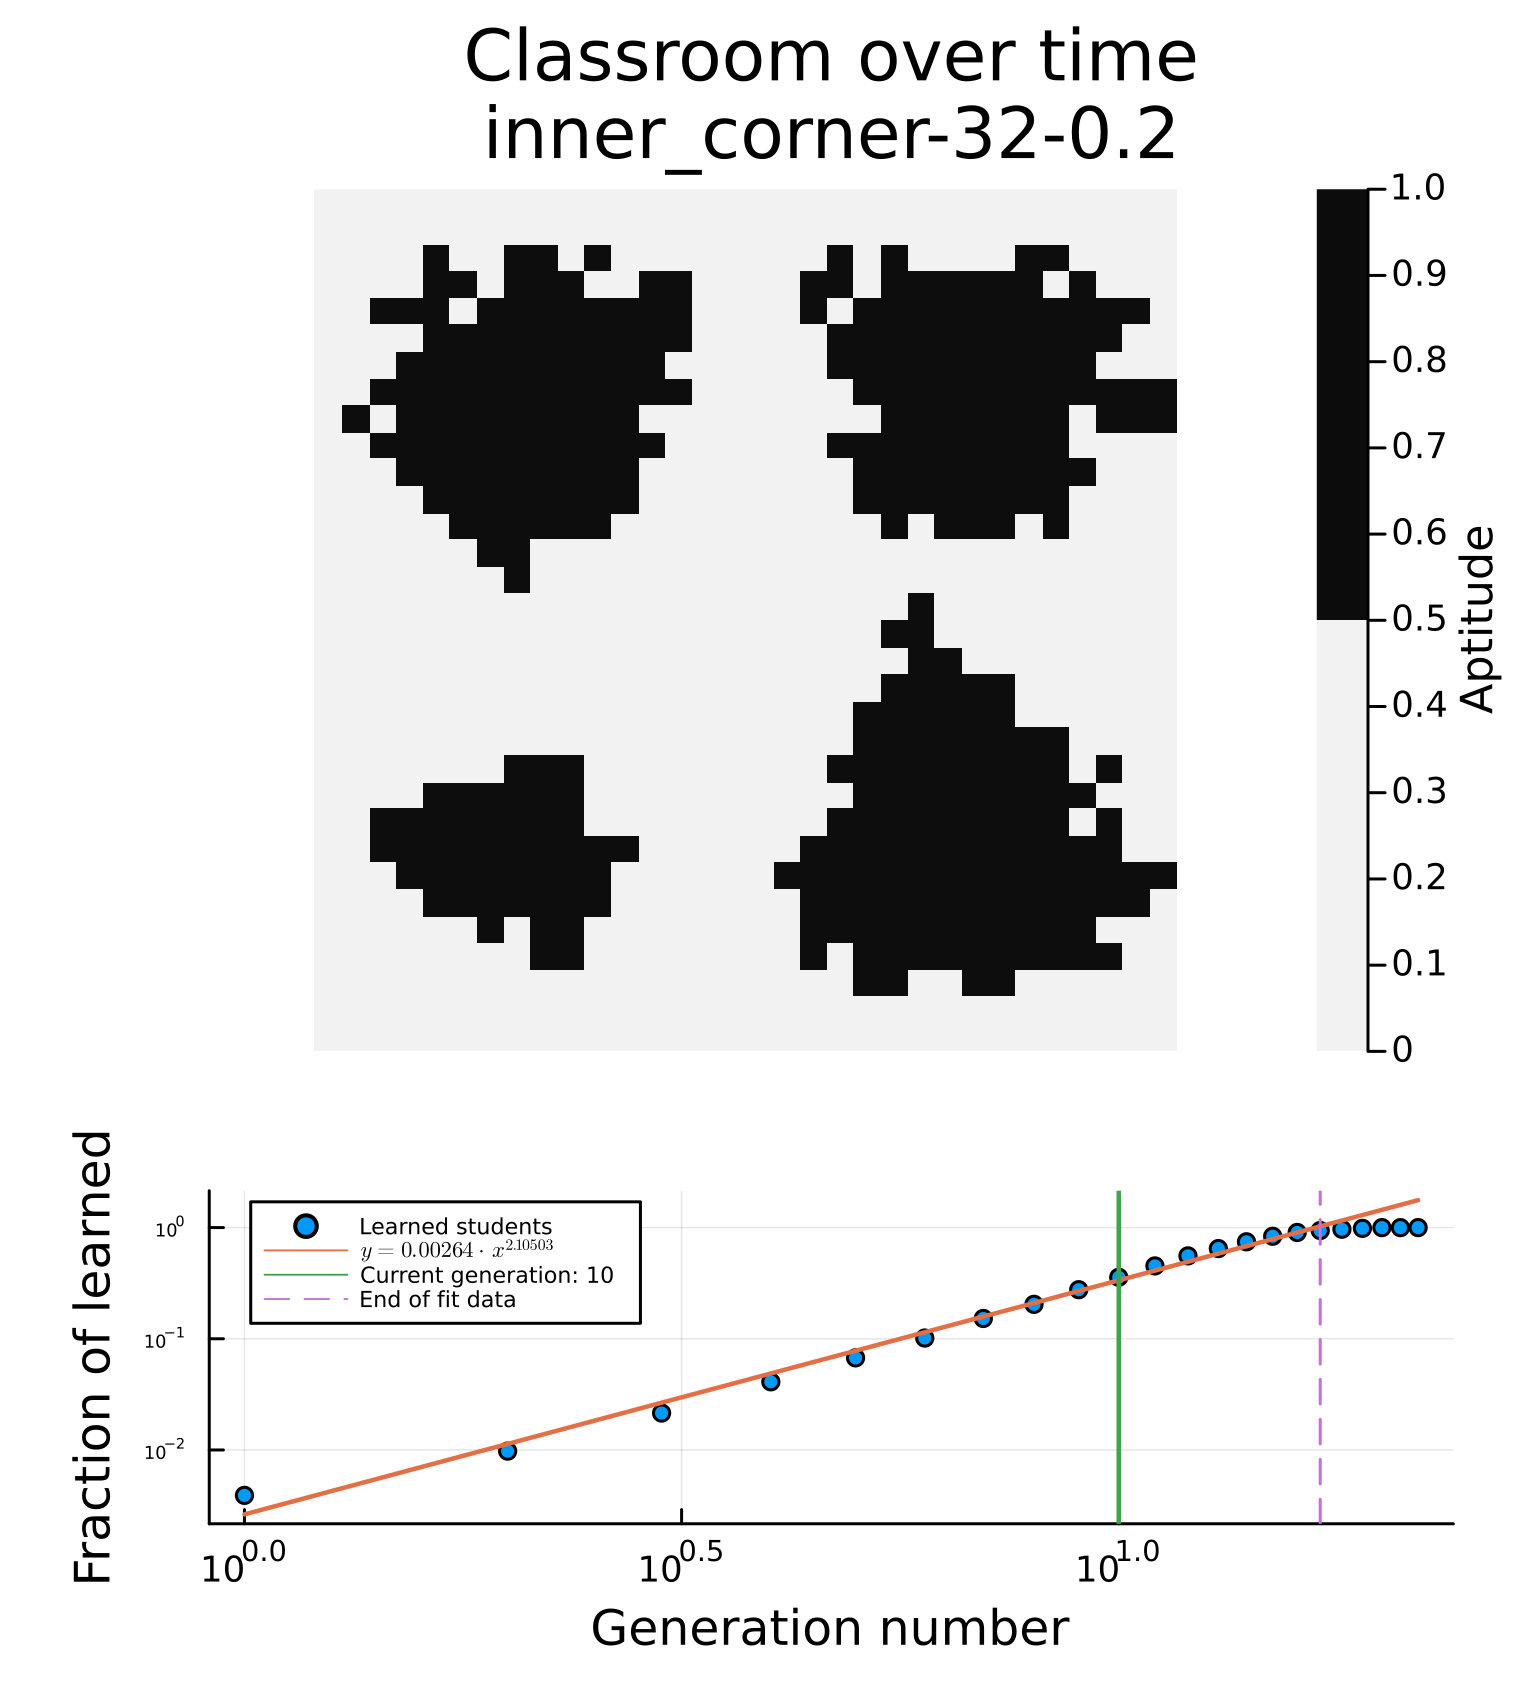 Classroom over time
inner_corner-32-0.2
1.0
0.9
0.8
0.7
0.6
0.5
0.4
0.3
0.2
0.1
0
Aptitude
Fraction of learned
10⁰
10⁻¹
10⁻²
Learned students
y = 0.00264 · x^2.10503
Current generation: 10
End of fit data
10^0.0
10^0.5
10^1.0
Generation number